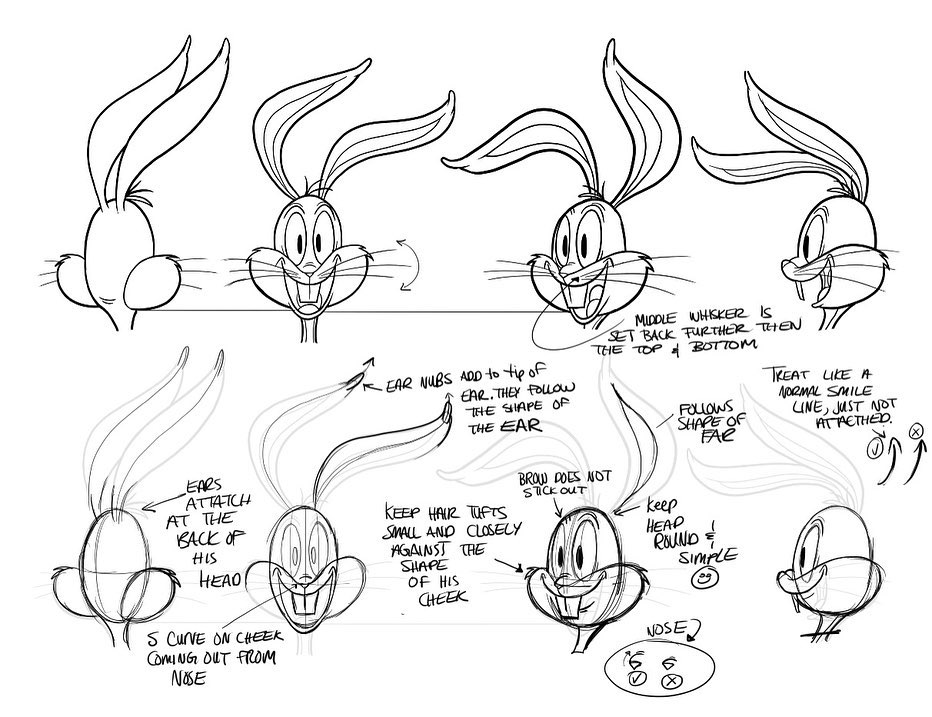 MIDDLE WHISKER IS
SET BACK FURTHER THEN
THE TOP & BOTTOM
EAR NUBS ADD to tip of
EAR. THEY FOLLOW
THE SHAPE OF
THE EAR
TREAT LIKE A
NORMAL SMILE
LINE, JUST NOT
ATTATCHED.
FOLLOWS
SHAPE OF
EAR
EARS
ATTATCH
AT THE
BACK OF
HIS
HEAD
BROW DOES NOT
STICK OUT
KEEP HAIR TUFTS
SMALL AND CLOSELY
AGAINST THE
SHAPE
OF HIS
CHEEK
Keep
HEAD
ROUND &
SIMPLE
S CURVE ON CHEEK
COMING OUT FROM
NOSE
NOSE